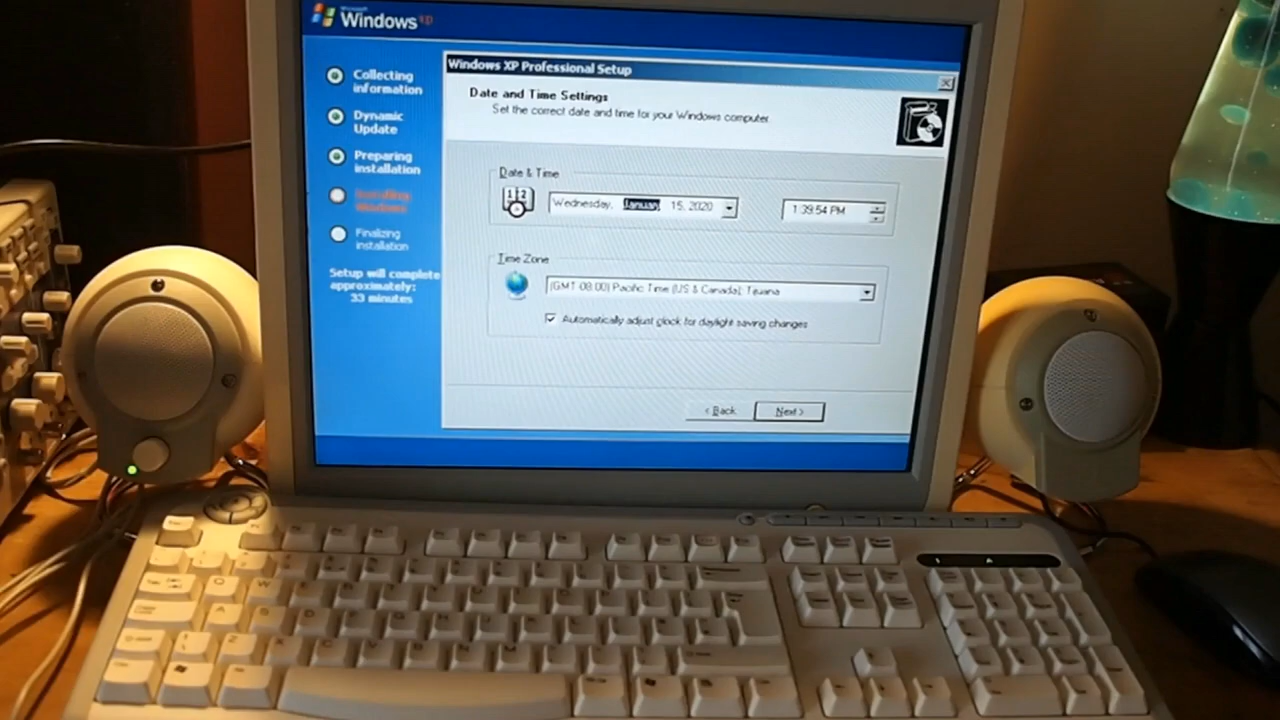 Microsoft
Windows xp
Collecting
information
Dynamic
Update
Preparing
installation
Installing
Windows
Finalizing
installation
Setup will complete
approximately:
33 minutes
Windows XP Professional Setup
Date and Time Settings
Set the correct date and time for your Windows computer.
Date & Time
Wednesday, January 15, 2020
1:39:54 PM
Time Zone
(GMT-08:00) Pacific Time (US & Canada); Tijuana
Automatically adjust clock for daylight saving changes
< Back
Next >